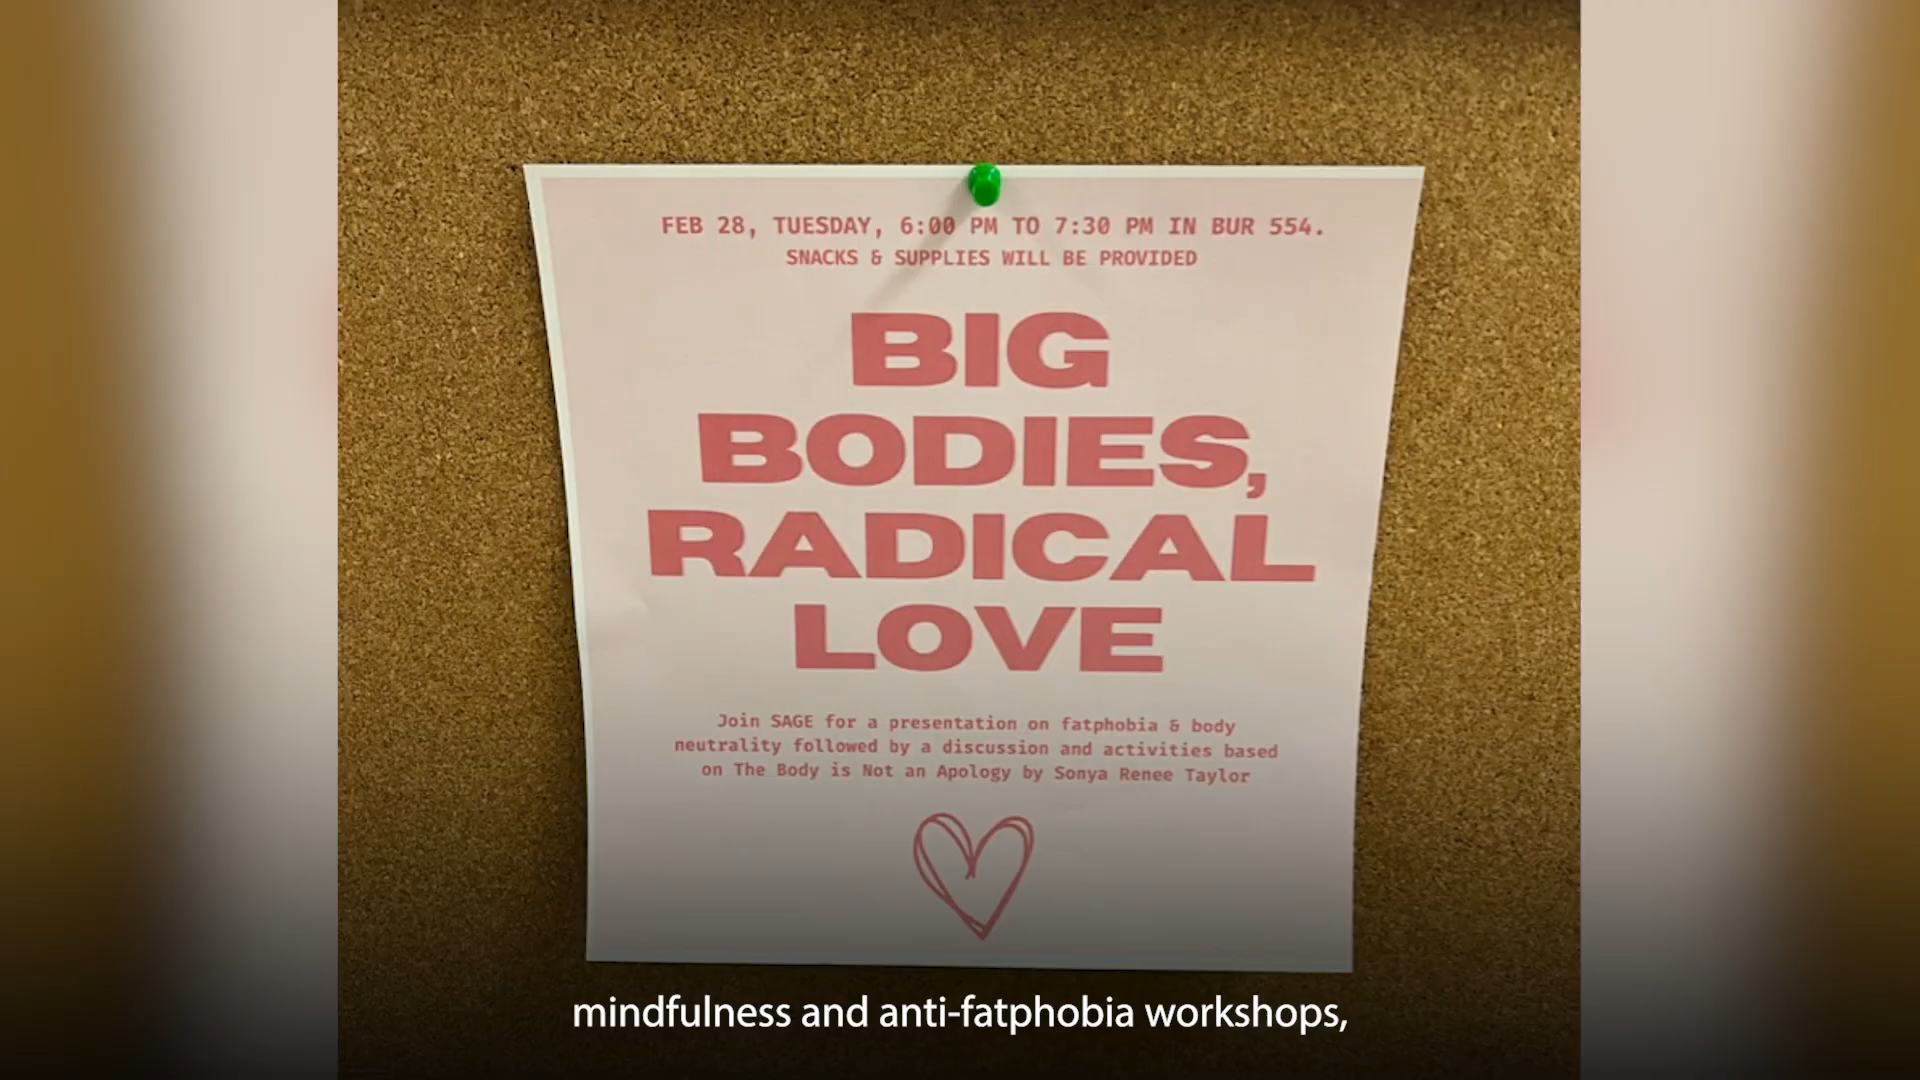 FEB 28, TUESDAY, 6:00 PM TO 7:30 PM IN BUR 554.
SNACKS & SUPPLIES WILL BE PROVIDED
BIG
BODIES,
RADICAL
LOVE
Join SAGE for a presentation on fatphobia & body
neutrality followed by a discussion and activities based
on The Body is Not an Apology by Sonya Renee Taylor
mindfulness and anti-fatphobia workshops,